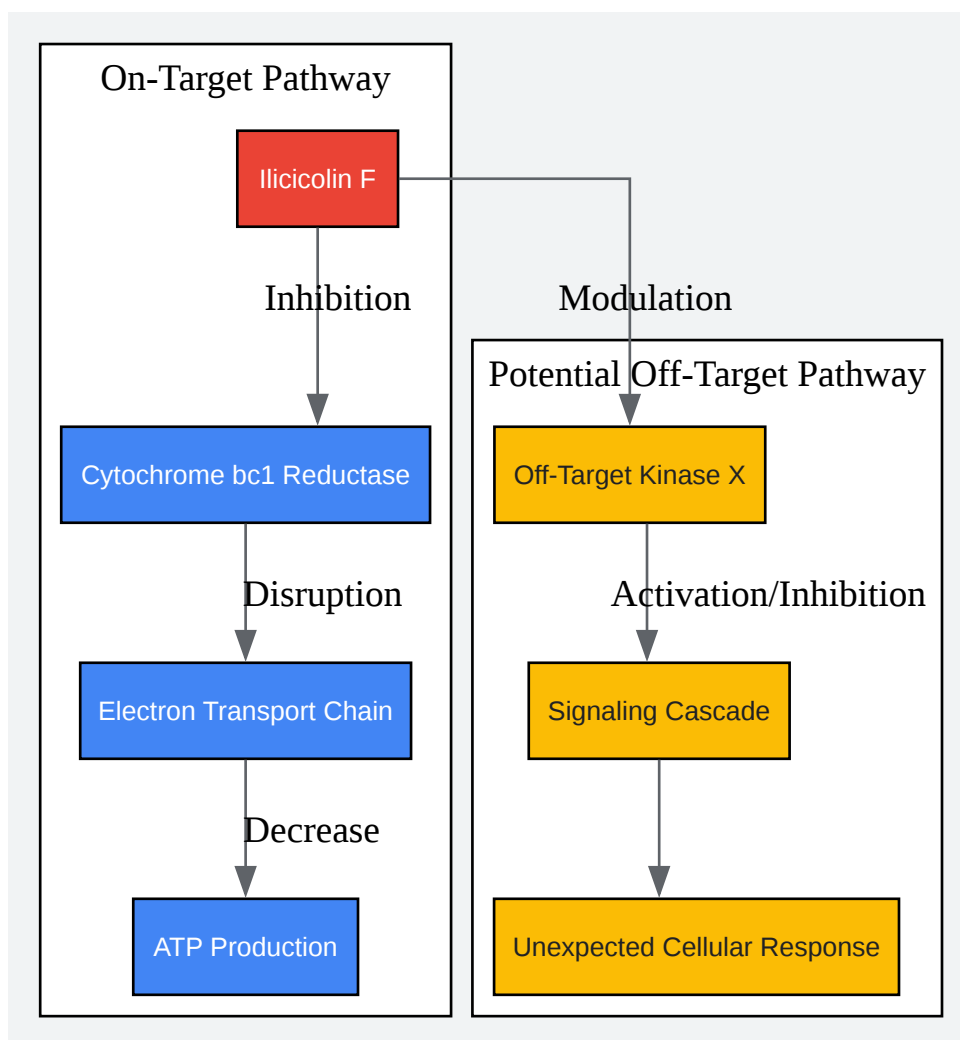 On-Target Pathway
Ilicicolin F
Inhibition
Modulation
Potential Off-Target Pathway
Cytochrome bc1 Reductase
Off-Target Kinase X
Disruption
Activation/Inhibition
Electron Transport Chain
Signaling Cascade
Decrease
ATP Production
Unexpected Cellular Response